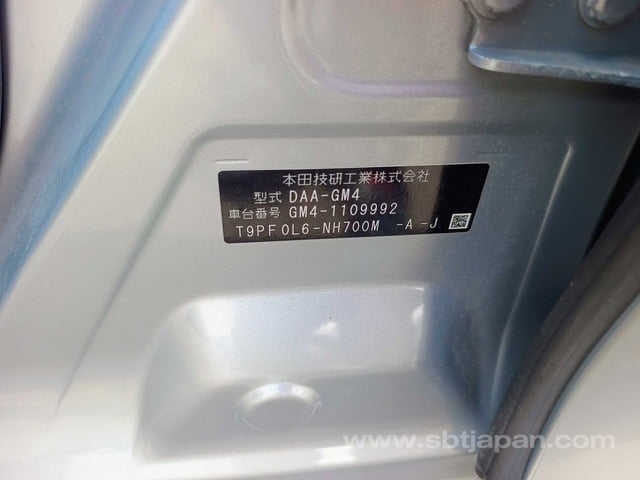 本田技研工業株式会社
型式 DAA-GM4
車台番号 GM4-1109992
T9PF0L6-NH700M -A-J
www.sbtjapan.com